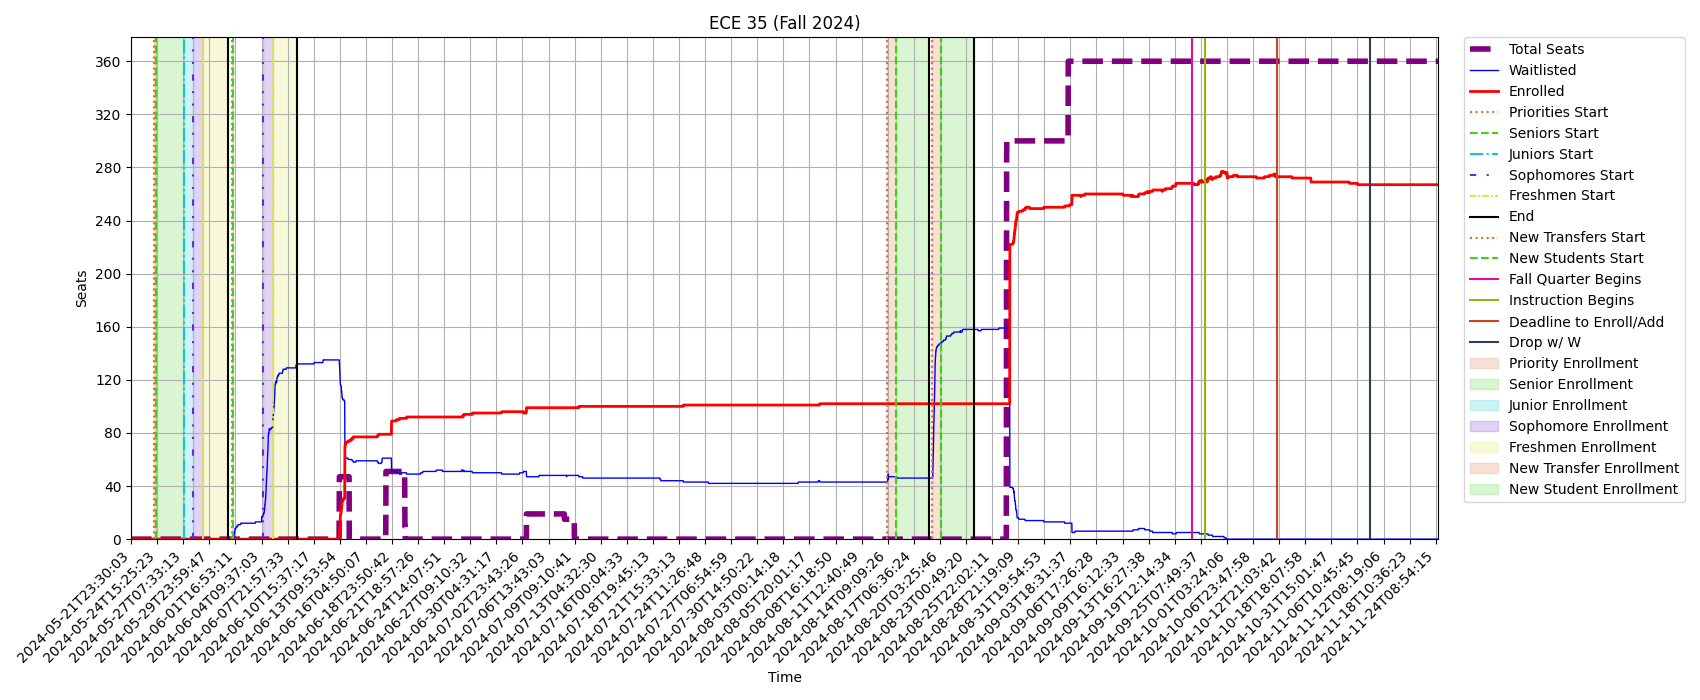 ECE 35 (Fall 2024)
Seats
360
320
280
240
200
160
120
80
40
0
2024-05-21T23:30:03
2024-05-24T15:25:23
2024-05-27T07:33:13
2024-05-29T23:59:47
2024-06-01T16:53:11
2024-06-04T09:37:03
2024-06-07T21:57:33
2024-06-10T15:37:17
2024-06-13T09:53:54
2024-06-16T04:50:07
2024-06-18T23:50:42
2024-06-21T18:57:26
2024-06-24T14:07:51
2024-06-27T09:10:32
2024-06-30T04:31:17
2024-07-02T23:43:26
2024-07-06T13:43:03
2024-07-09T09:10:41
2024-07-13T04:32:30
2024-07-16T00:04:33
2024-07-18T19:45:13
2024-07-21T15:33:13
2024-07-24T11:26:48
2024-07-27T06:54:59
2024-07-30T14:50:22
2024-08-03T00:14:18
2024-08-05T20:01:17
2024-08-08T16:18:50
2024-08-11T12:40:49
2024-08-14T09:09:26
2024-08-17T06:36:24
2024-08-20T03:25:46
2024-08-23T00:49:20
2024-08-25T22:02:11
2024-08-28T21:19:09
2024-08-31T19:54:53
2024-09-03T18:31:37
2024-09-06T17:26:28
2024-09-09T16:12:33
2024-09-13T16:27:38
2024-09-19T12:14:34
2024-09-25T07:49:37
2024-10-01T03:24:06
2024-10-06T23:47:58
2024-10-12T21:03:42
2024-10-18T18:07:58
2024-10-31T15:01:47
2024-11-06T10:45:45
2024-11-12T08:19:06
2024-11-18T10:36:23
2024-11-24T08:54:15
Time
Total Seats
Waitlisted
Enrolled
Priorities Start
Seniors Start
Juniors Start
Sophomores Start
Freshmen Start
End
New Transfers Start
New Students Start
Fall Quarter Begins
Instruction Begins
Deadline to Enroll/Add
Drop w/ W
Priority Enrollment
Senior Enrollment
Junior Enrollment
Sophomore Enrollment
Freshmen Enrollment
New Transfer Enrollment
New Student Enrollment